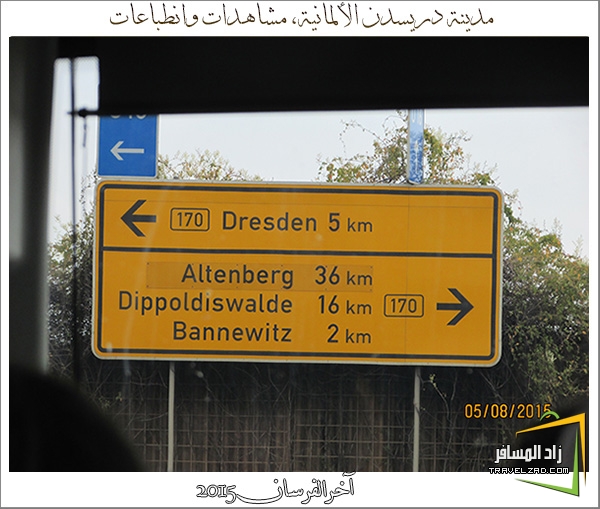 مدينة دريسدن الألمانية، مشاهدات وانطباعات
170 Dresden 5 km
Altenberg 36 km
Dippoldiswalde 16 km 170
Bannewitz 2 km
05/08/2015
زاد المسافر
TRAVELZAD.COM
آخر الفرسان 2015